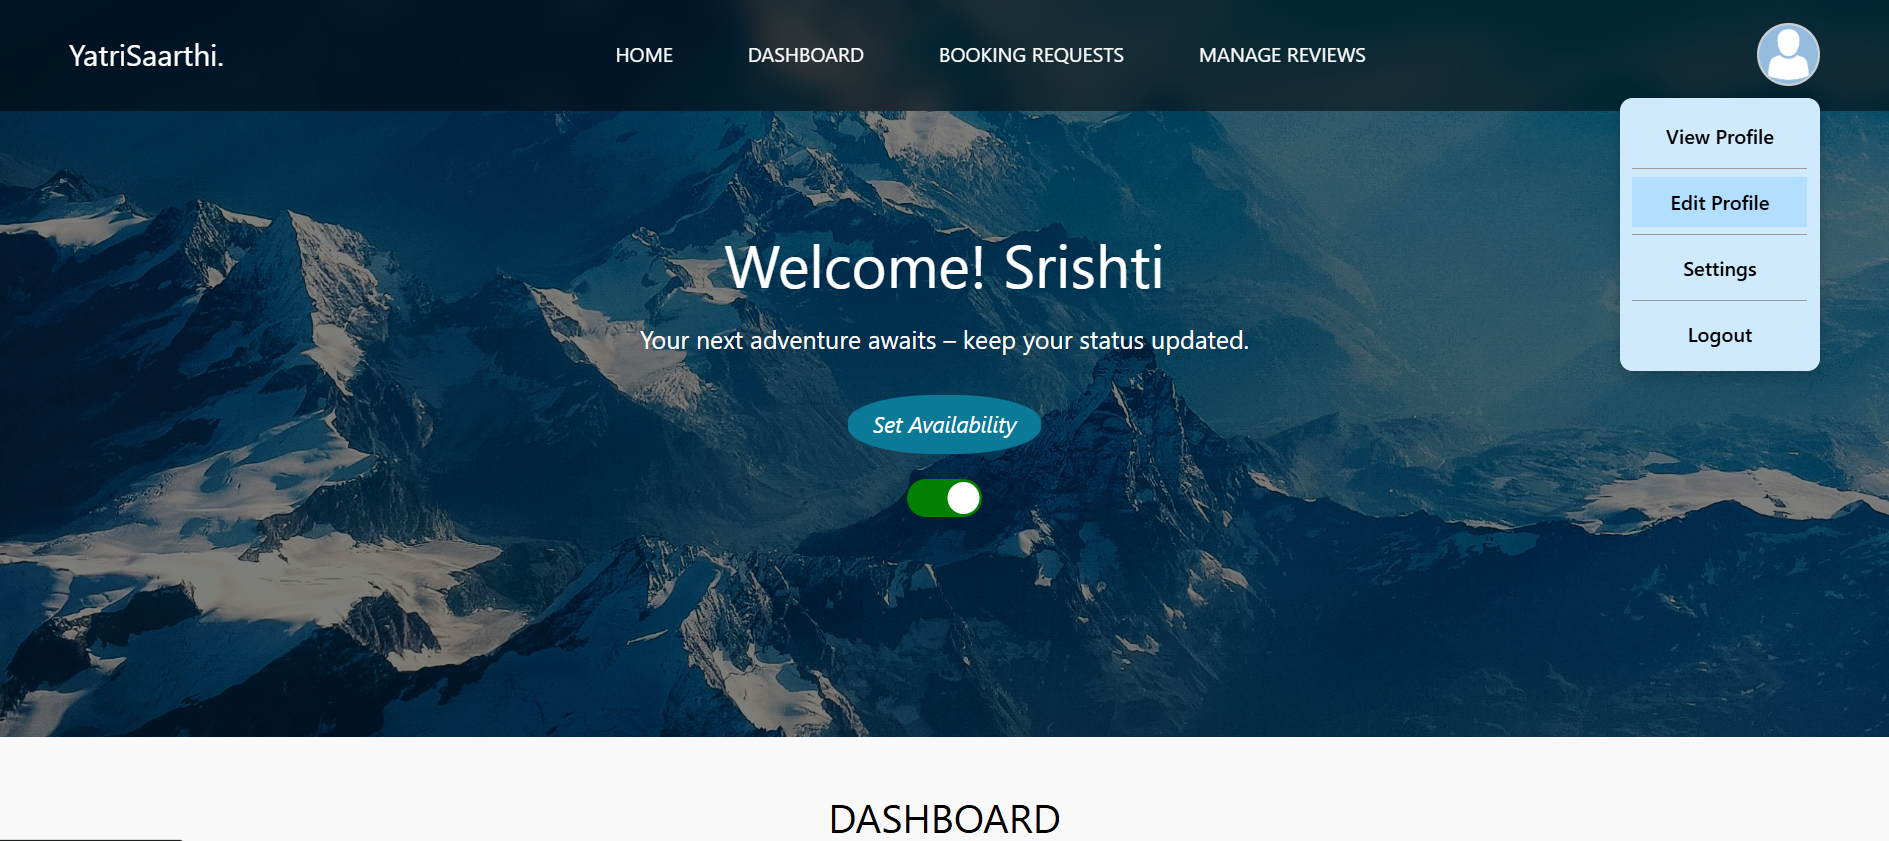 YatriSaarthi.
HOME
DASHBOARD
BOOKING REQUESTS
MANAGE REVIEWS
View Profile
Edit Profile
Settings
Logout
Welcome! Srishti
Your next adventure awaits – keep your status updated.
Set Availability
DASHBOARD